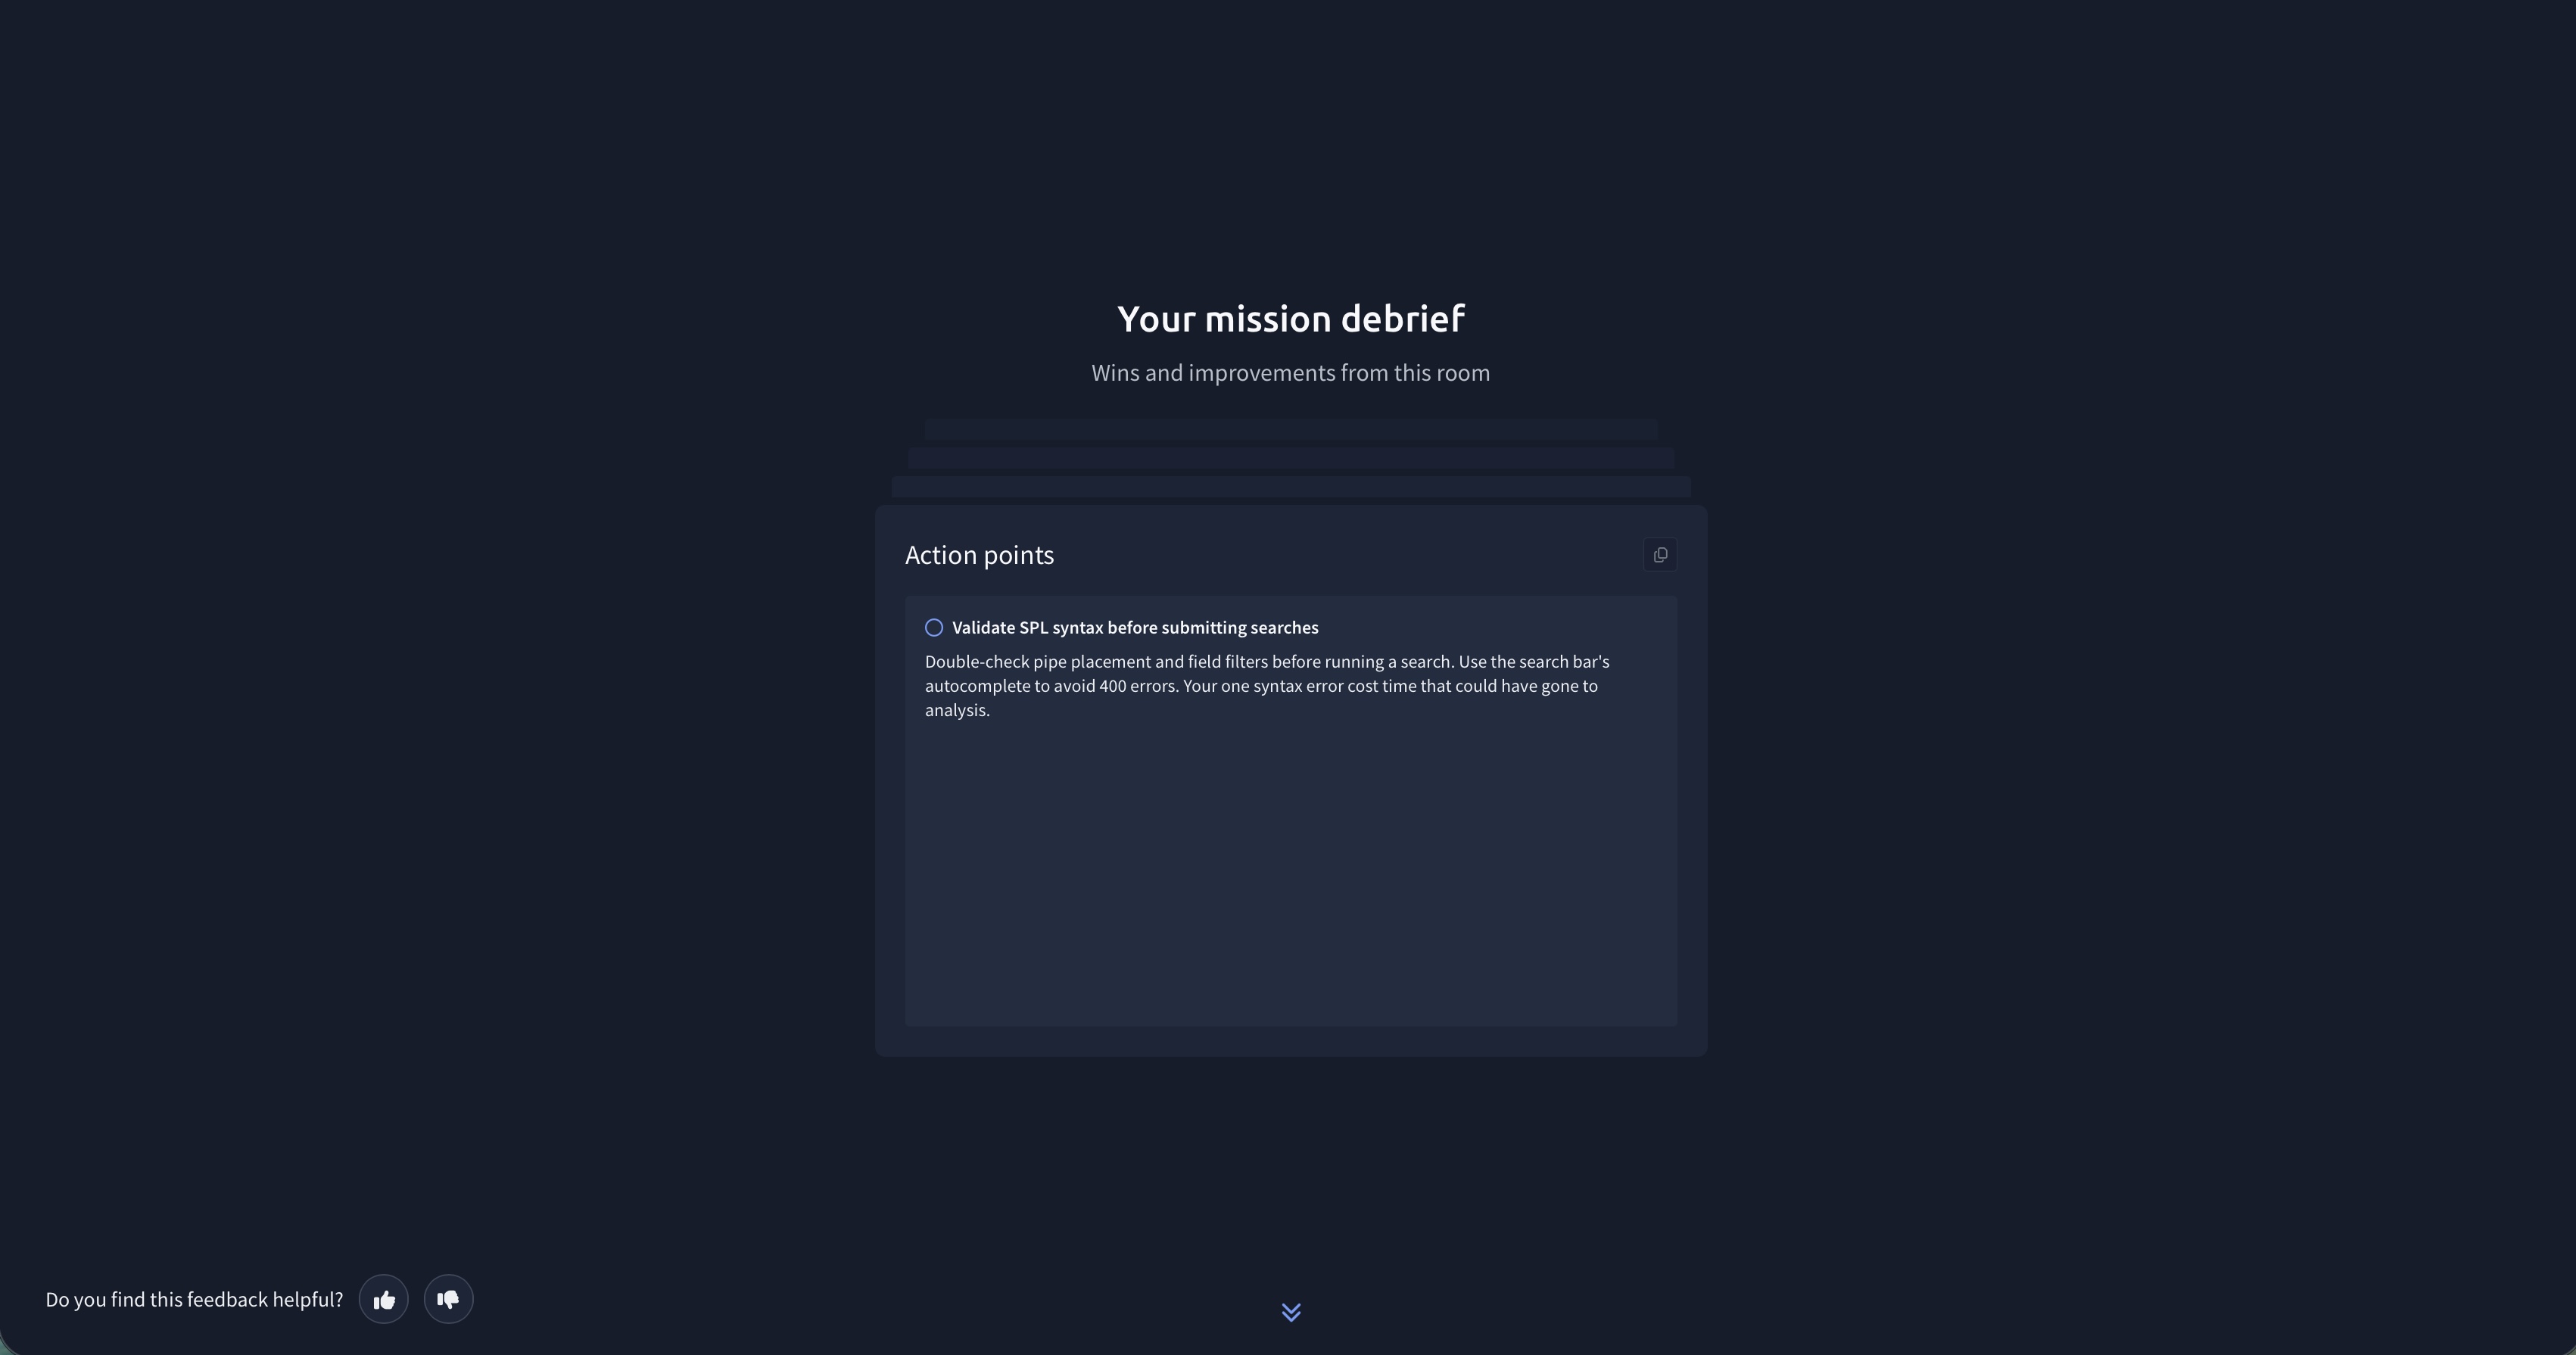 Your mission debrief
Wins and improvements from this room
Action points
Validate SPL syntax before submitting searches
Double-check pipe placement and field filters before running a search. Use the search bar's
autocomplete to avoid 400 errors. Your one syntax error cost time that could have gone to
analysis.
Do you find this feedback helpful?